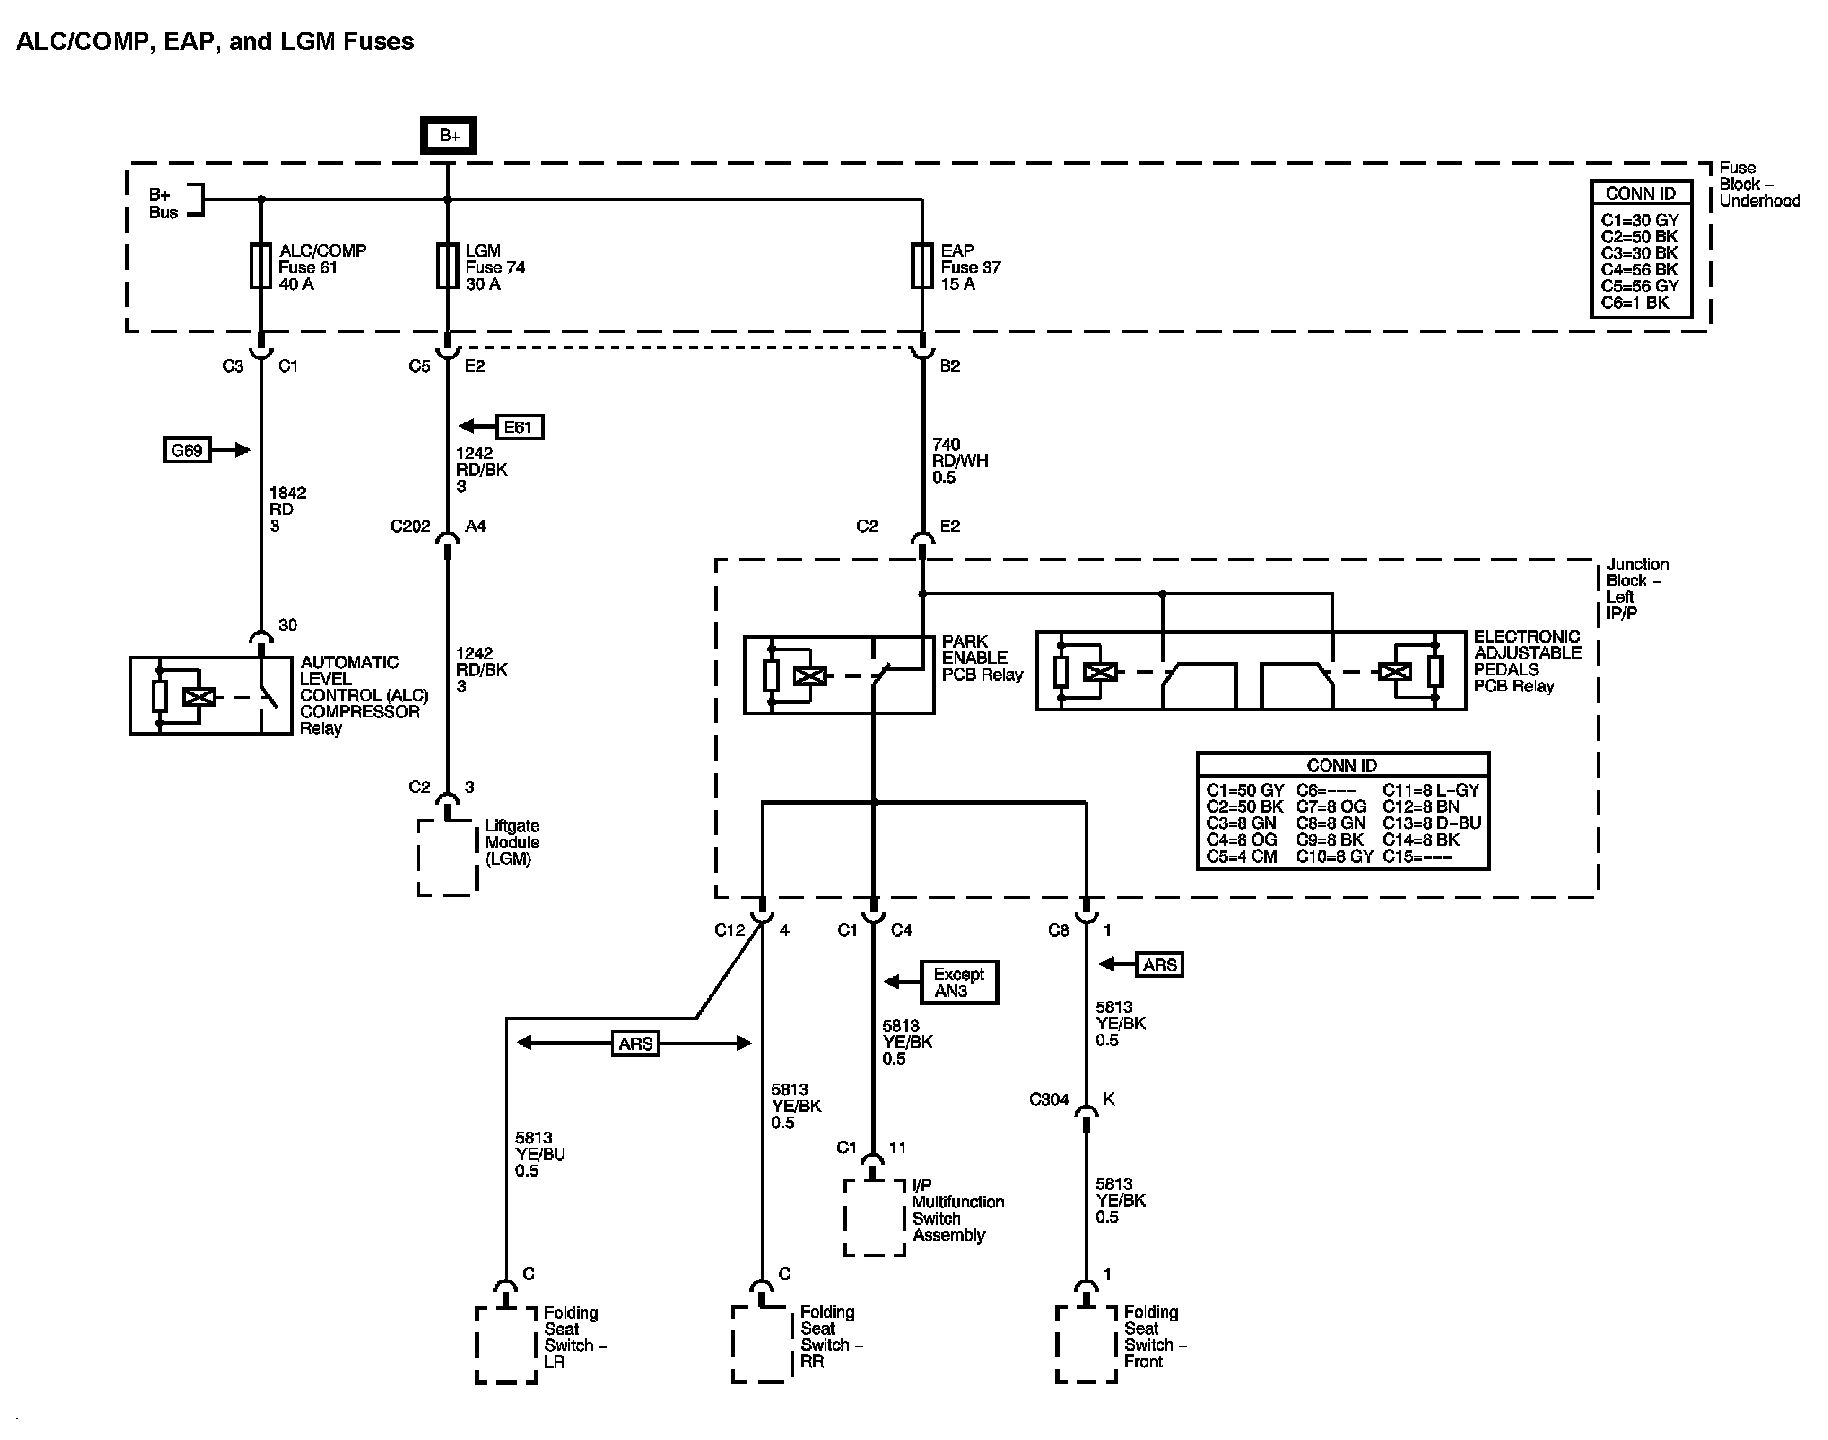 ALC/COMP, EAP, and LGM Fuses
B+
B+
Bus
ALC/COMP
Fuse 61
40 A
LGM
Fuse 74
30 A
EAP
Fuse 37
15 A
CONN ID
C1=30 GY
C2=50 BK
C3=30 BK
C4=56 BK
C5=56 GY
C6=1 BK
Fuse
Block –
Underhood
C3 C1
C5 E2
B2
G69
E61
1842
RD
3
1242
RD/BK
3
740
RD/WH
0.5
C202 A4
C2 E2
30
AUTOMATIC
LEVEL
CONTROL (ALC)
COMPRESSOR
Relay
1242
RD/BK
3
Junction
Block –
Left
IP/P
PARK
ENABLE
PCB Relay
ELECTRONIC
ADJUSTABLE
PEDALS
PCB Relay
CONN ID
C1=50 GY C6=––– C11=8 L–GY
C2=50 BK C7=8 OG C12=8 BN
C3=8 GN C8=8 GN C13=8 D–BU
C4=8 OG C9=8 BK C14=8 BK
C5=4 CM C10=8 GY C15=–––
C2 3
Liftgate
Module
(LGM)
C12 4
C1 C4
C8 1
Except
AN3
ARS
ARS
5813
YE/BK
0.5
5813
YE/BK
0.5
5813
YE/BK
0.5
C304 K
5813
YE/BU
0.5
C1 11
I/P
Multifunction
Switch
Assembly
5813
YE/BK
0.5
C
C
1
Folding
Seat
Switch –
LR
Folding
Seat
Switch –
RR
Folding
Seat
Switch –
Front